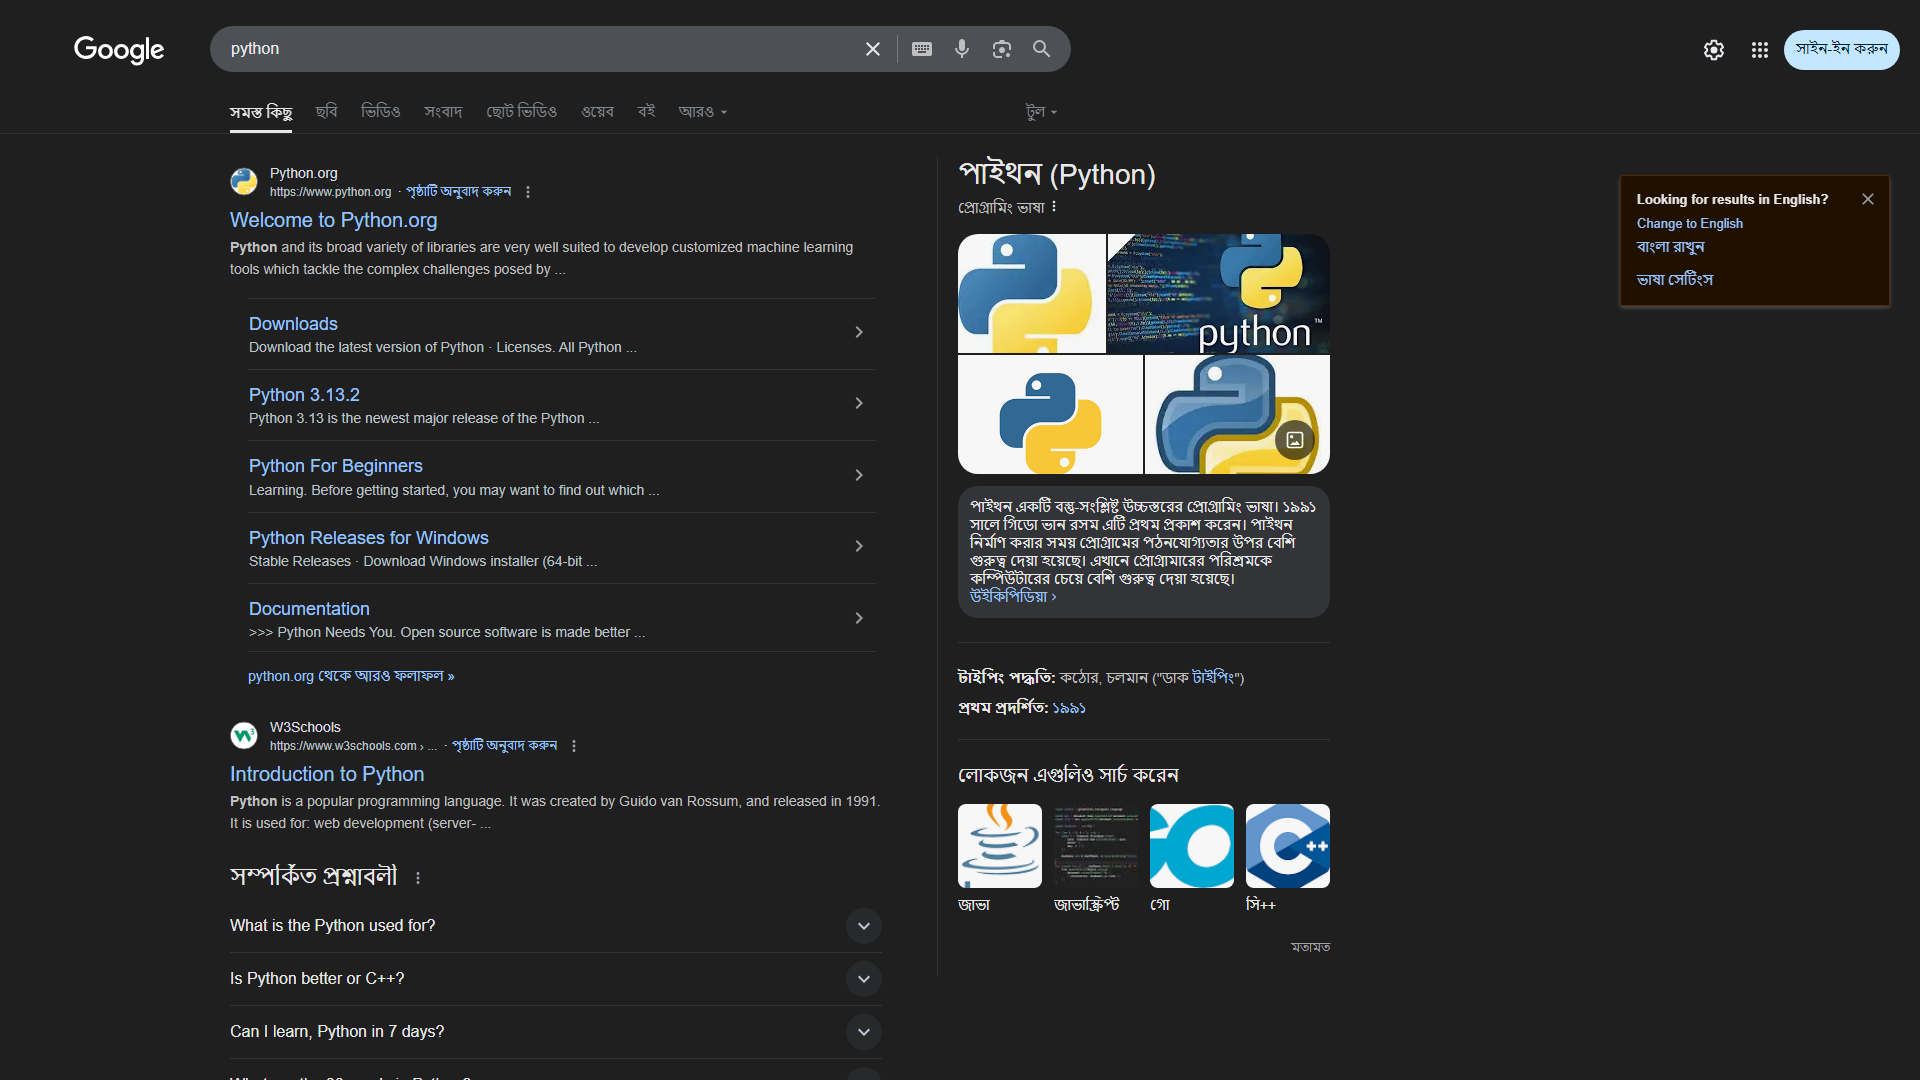 Google
python
সাইন-ইন করুন
সমস্ত কিছু
ছবি
ভিডিও
সংবাদ
ছোট ভিডিও
ওয়েব
বই
আরও
টুল
Python.org
https://www.python.org · পৃষ্ঠাটি অনুবাদ করুন
Welcome to Python.org
Python and its broad variety of libraries are very well suited to develop customized machine learning
tools which tackle the complex challenges posed by ...
Downloads
Download the latest version of Python · Licenses. All Python ...
Python 3.13.2
Python 3.13 is the newest major release of the Python ...
Python For Beginners
Learning. Before getting started, you may want to find out which ...
Python Releases for Windows
Stable Releases · Download Windows installer (64-bit ...
Documentation
>>> Python Needs You. Open source software is made better ...
python.org থেকে আরও ফলাফল »
W3Schools
https://www.w3schools.com › ... · পৃষ্ঠাটি অনুবাদ করুন
Introduction to Python
Python is a popular programming language. It was created by Guido van Rossum, and released in 1991.
It is used for: web development (server- ...
সম্পর্কিত প্রশ্নাবলী
What is the Python used for?
Is Python better or C++?
Can I learn, Python in 7 days?
পাইথন (Python)
প্রোগ্রামিং ভাষা
python™
পাইথন একটি বস্তু-সংশ্লিষ্ট উচ্চস্তরের প্রোগ্রামিং ভাষা। ১৯৯১
সালে গিডো ভান রসম এটি প্রথম প্রকাশ করেন। পাইথন
নির্মাণ করার সময় প্রোগ্রামের পঠনযোগ্যতার উপর বেশি
গুরুত্ব দেয়া হয়েছে। এখানে প্রোগ্রামারের পরিশ্রমকে
কম্পিউটারের চেয়ে বেশি গুরুত্ব দেয়া হয়েছে।
উইকিপিডিয়া ›
টাইপিং পদ্ধতি: কঠোর, চলমান ("ডাক টাইপিং")
প্রথম প্রদর্শিত: ১৯৯১
লোকজন এগুলিও সার্চ করেন
জাভা
জাভাস্ক্রিপ্ট
গো
সি++
মতামত
Looking for results in English?
Change to English
বাংলা রাখুন
ভাষা সেটিংস